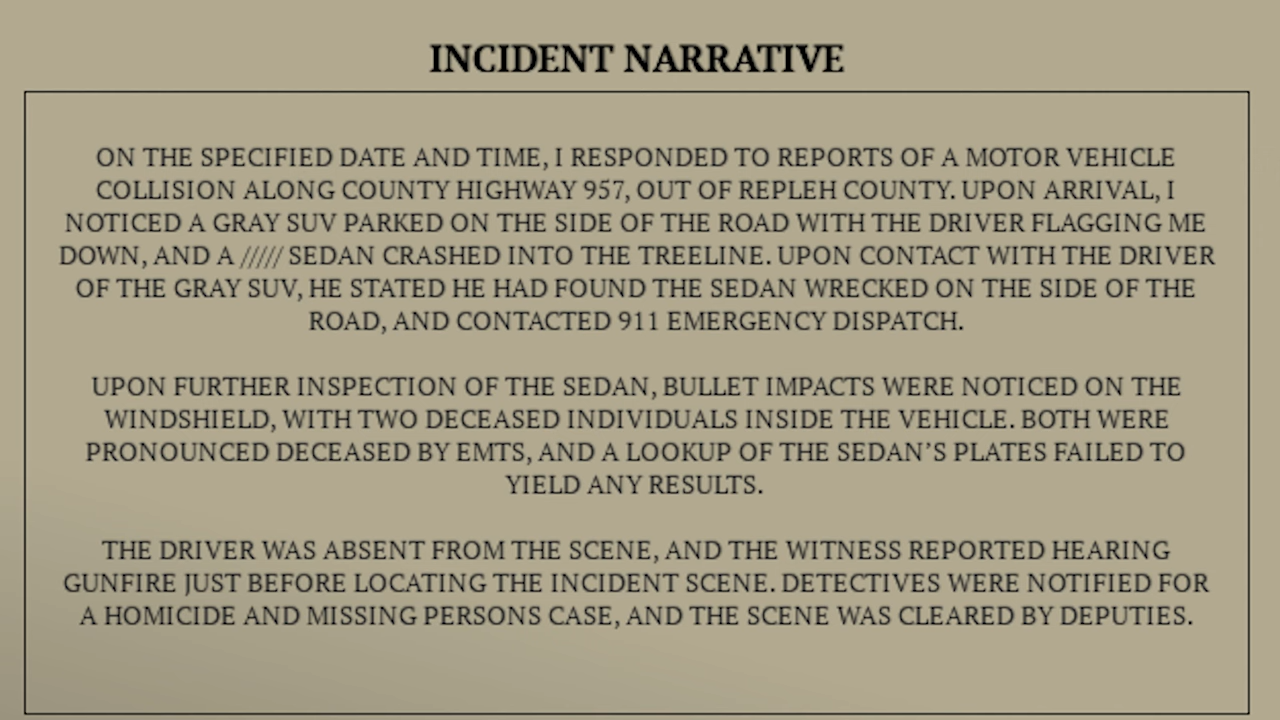 INCIDENT NARRATIVE
ON THE SPECIFIED DATE AND TIME, I RESPONDED TO REPORTS OF A MOTOR VEHICLE
COLLISION ALONG COUNTY HIGHWAY 957, OUT OF REPLEH COUNTY. UPON ARRIVAL, I
NOTICED A GRAY SUV PARKED ON THE SIDE OF THE ROAD WITH THE DRIVER FLAGGING ME
DOWN, AND A ///// SEDAN CRASHED INTO THE TREELINE. UPON CONTACT WITH THE DRIVER
OF THE GRAY SUV, HE STATED HE HAD FOUND THE SEDAN WRECKED ON THE SIDE OF THE
ROAD, AND CONTACTED 911 EMERGENCY DISPATCH.
UPON FURTHER INSPECTION OF THE SEDAN, BULLET IMPACTS WERE NOTICED ON THE
WINDSHIELD, WITH TWO DECEASED INDIVIDUALS INSIDE THE VEHICLE. BOTH WERE
PRONOUNCED DECEASED BY EMTS, AND A LOOKUP OF THE SEDAN’S PLATES FAILED TO
YIELD ANY RESULTS.
THE DRIVER WAS ABSENT FROM THE SCENE, AND THE WITNESS REPORTED HEARING
GUNFIRE JUST BEFORE LOCATING THE INCIDENT SCENE. DETECTIVES WERE NOTIFIED FOR
A HOMICIDE AND MISSING PERSONS CASE, AND THE SCENE WAS CLEARED BY DEPUTIES.